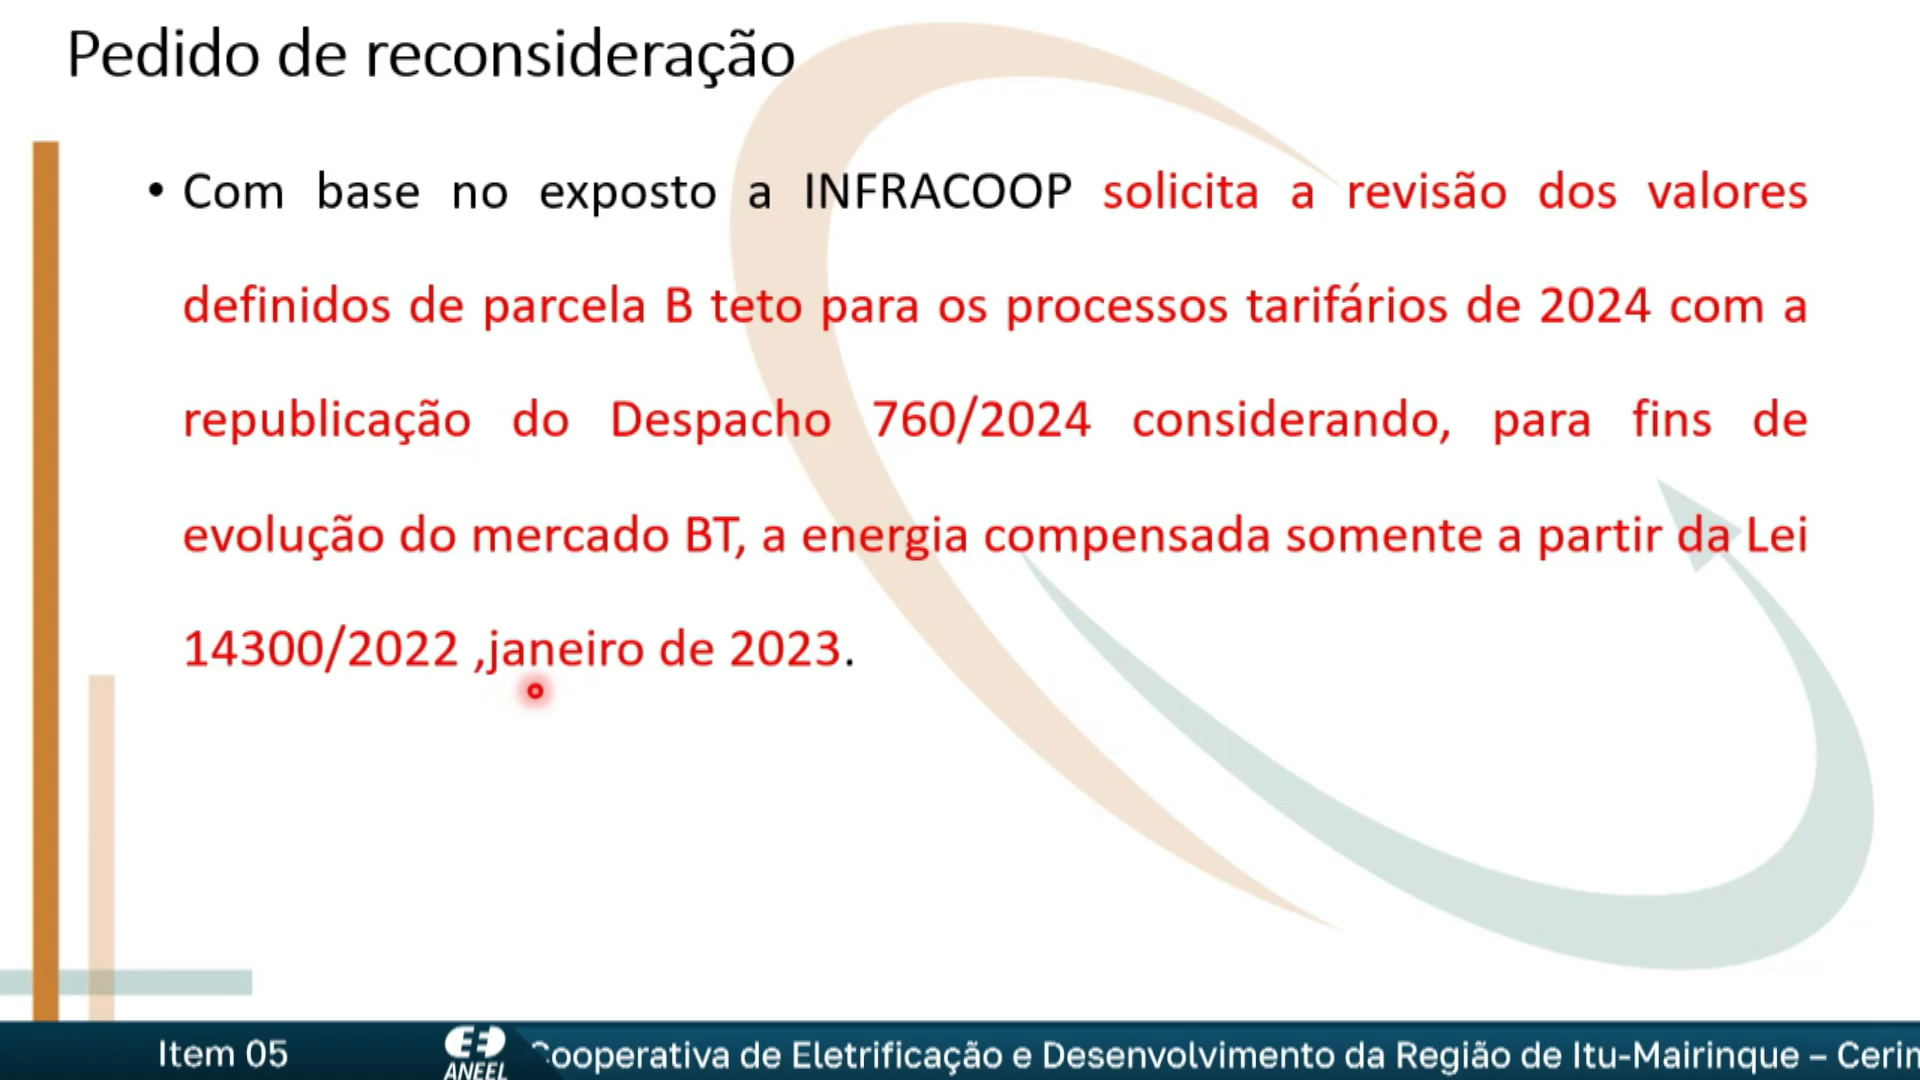 Pedido de reconsideração
• Com base no exposto a INFRACOOP solicita a revisão dos valores
definidos de parcela B teto para os processos tarifários de 2024 com a
republicação do Despacho 760/2024 considerando, para fins de
evolução do mercado BT, a energia compensada somente a partir da Lei
14300/2022 ,janeiro de 2023.
Item 05
ANEEL
Cooperativa de Eletrificação e Desenvolvimento da Região de Itu-Mairinque – Cerin